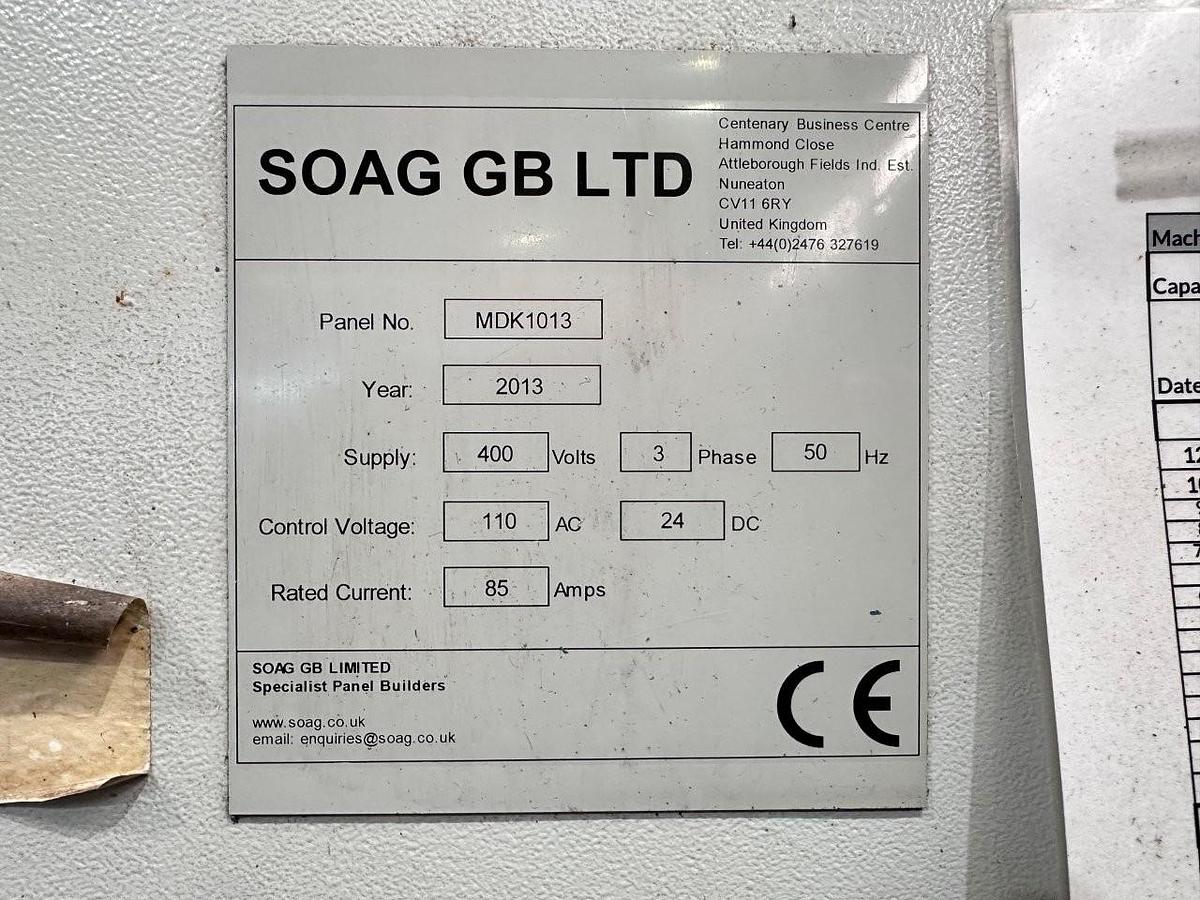 SOAG GB LTD
Centenary Business Centre
Hammond Close
Attleborough Fields Ind. Est.
Nuneaton
CV11 6RY
United Kingdom
Tel: +44(0)2476 327619
Panel No. MDK1013
Year: 2013
Supply: 400 Volts 3 Phase 50 Hz
Control Voltage: 110 AC 24 DC
Rated Current: 85 Amps
SOAG GB LIMITED
Specialist Panel Builders
www.soag.co.uk
email: enquiries@soag.co.uk
CE
Date